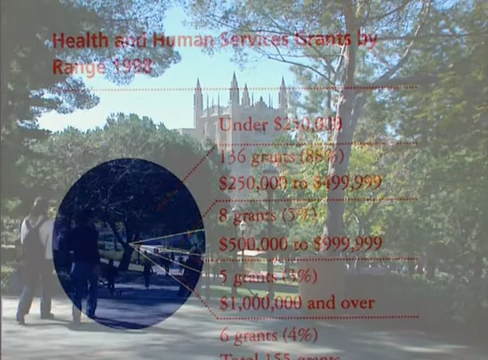 Health and Human Services Grants by
Range 1998
Under $250,000
136 grants (88%)
$250,000 to $499,999
8 grants (5%)
$500,000 to $999,999
5 grants (3%)
$1,000,000 and over
6 grants (4%)
Total 155 grants